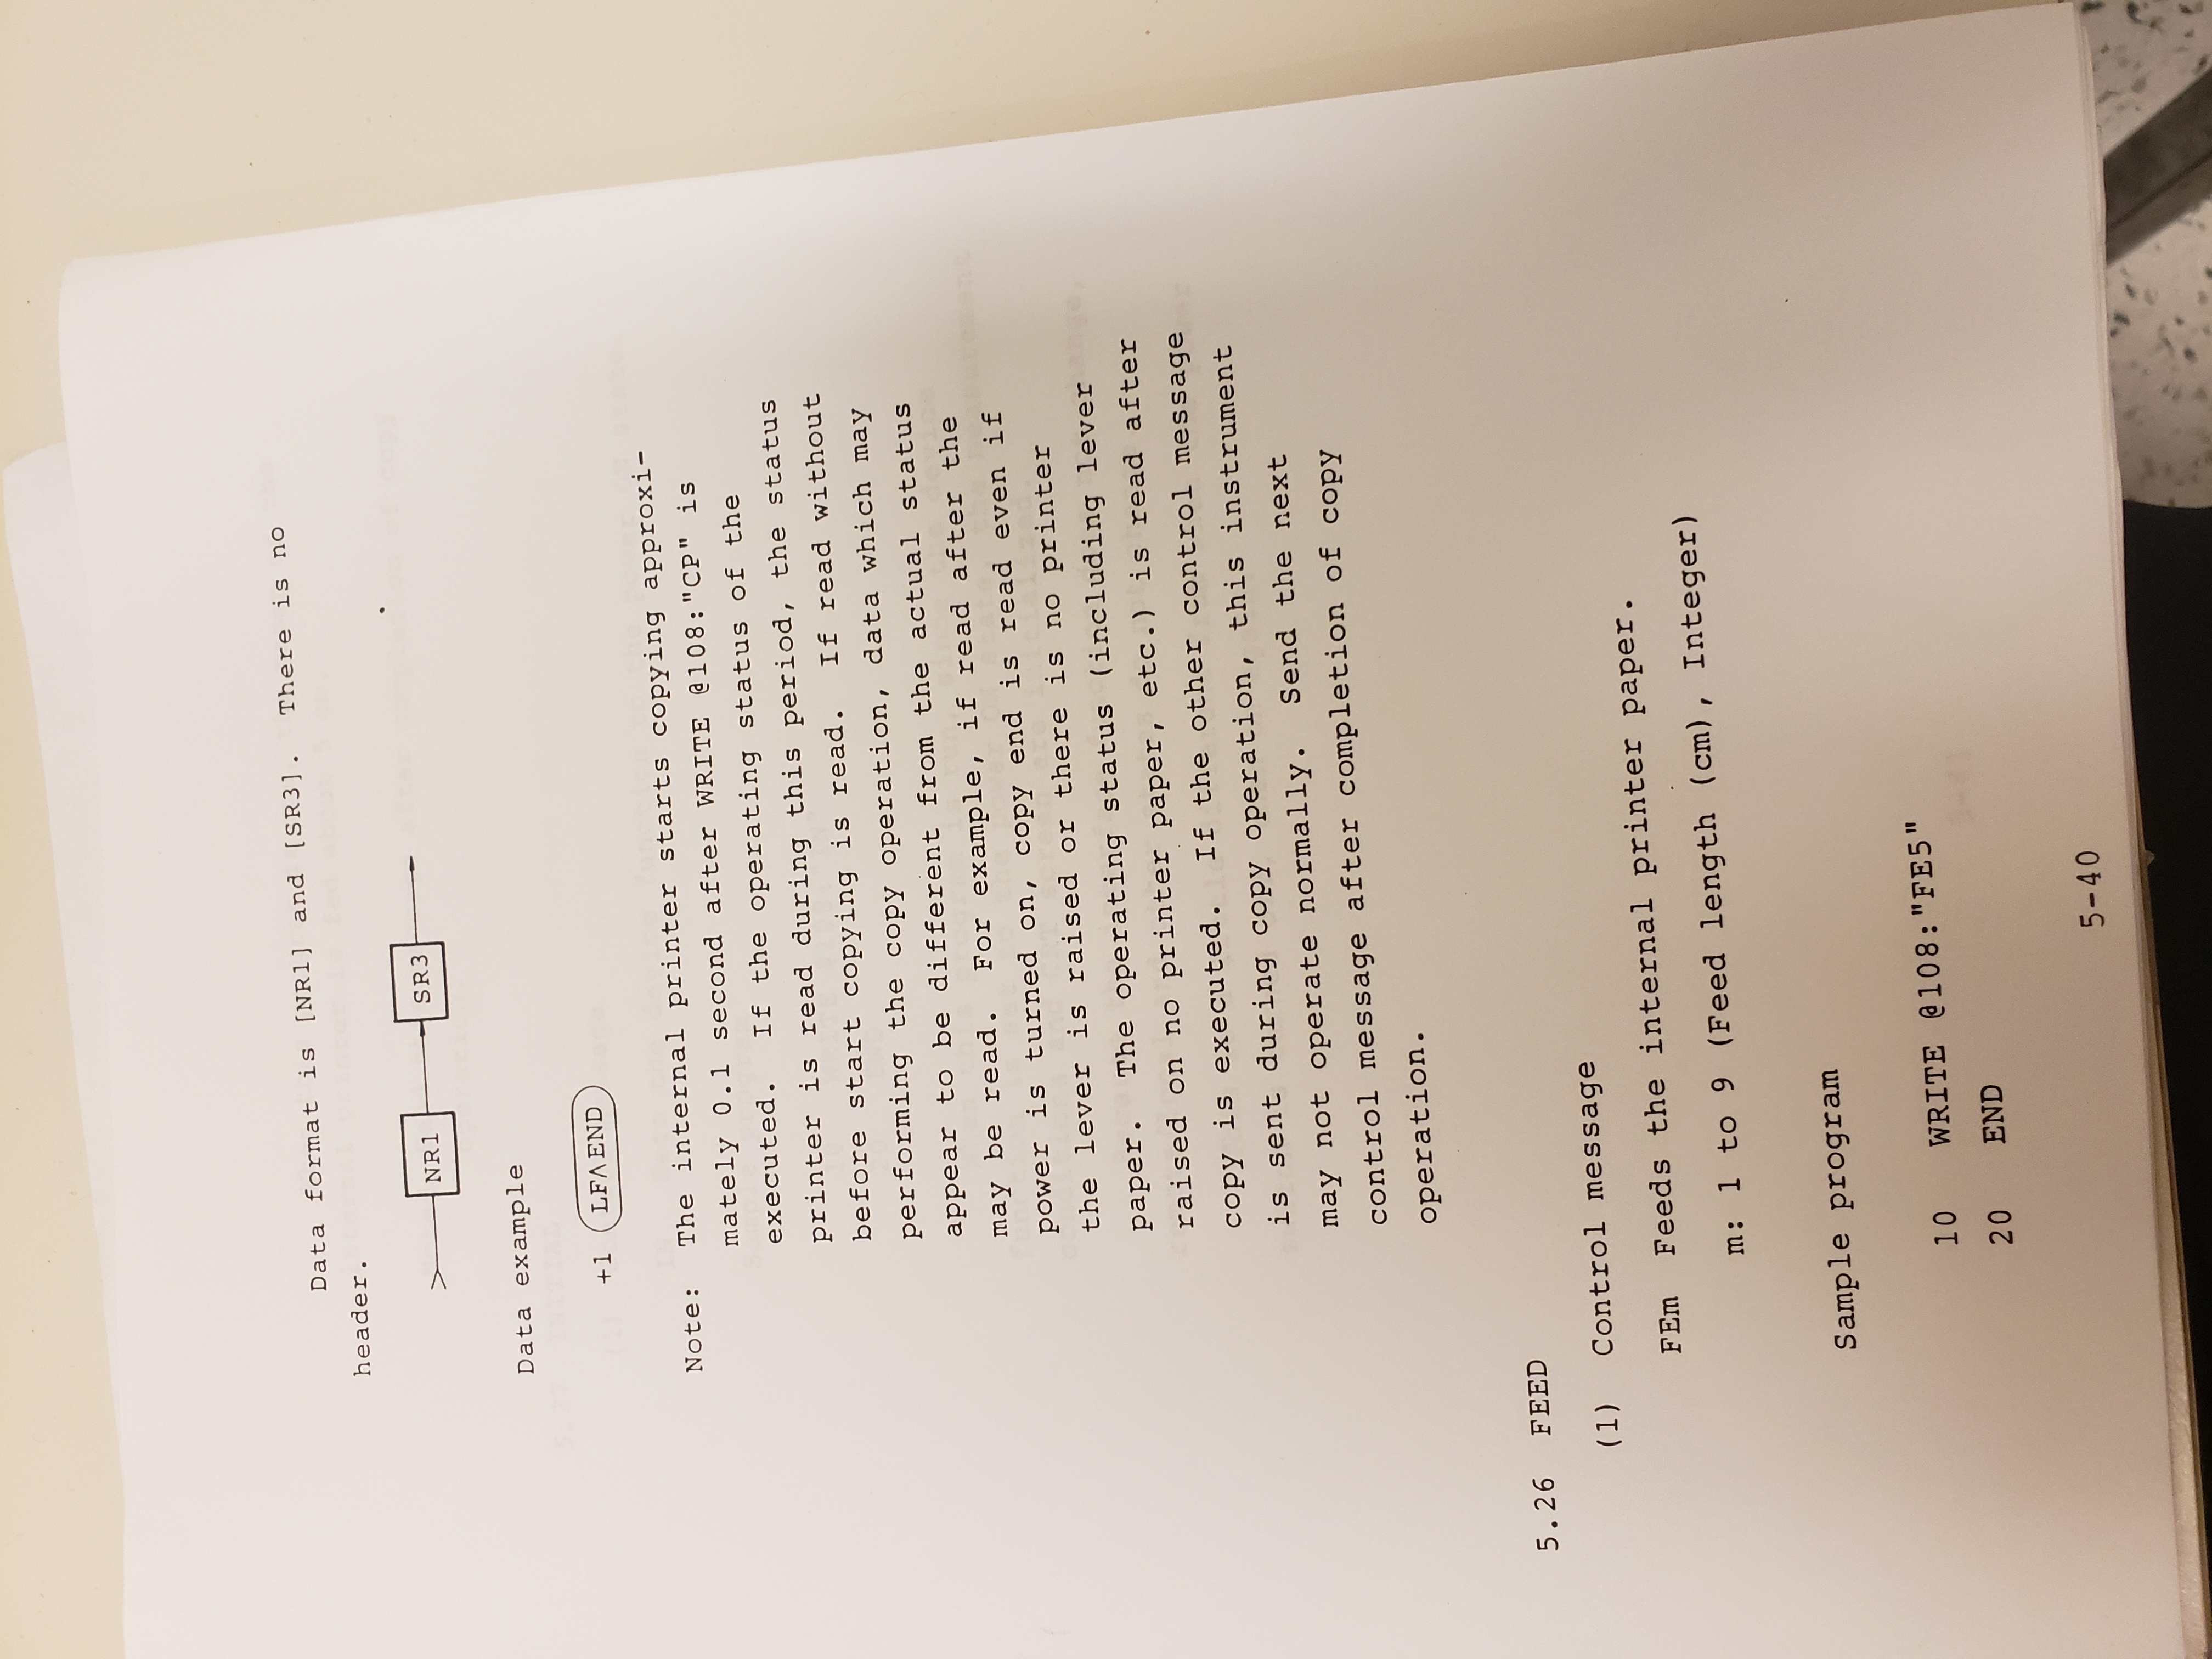 Data format is [NR1] and [SR3]. There is no
header.
NR1 SR3
Data example
+1 LFΛEND
Note: The internal printer starts copying approxi-
mately 0.1 second after WRITE @108:"CP" is
executed. If the operating status of the
printer is read during this period, the status
before start copying is read. If read without
performing the copy operation, data which may
appear to be different from the actual status
may be read. For example, if read after the
power is turned on, copy end is read even if
the lever is raised or there is no printer
paper. The operating status (including lever
raised on no printer paper, etc.) is read after
copy is executed. If the other control message
is sent during copy operation, this instrument
may not operate normally. Send the next
control message after completion of copy
operation.
5.26 FEED
(1) Control message
FEm Feeds the internal printer paper.
m: 1 to 9 (Feed length (cm), Integer)
Sample program
10 WRITE @108:"FE5"
20 END
5-40